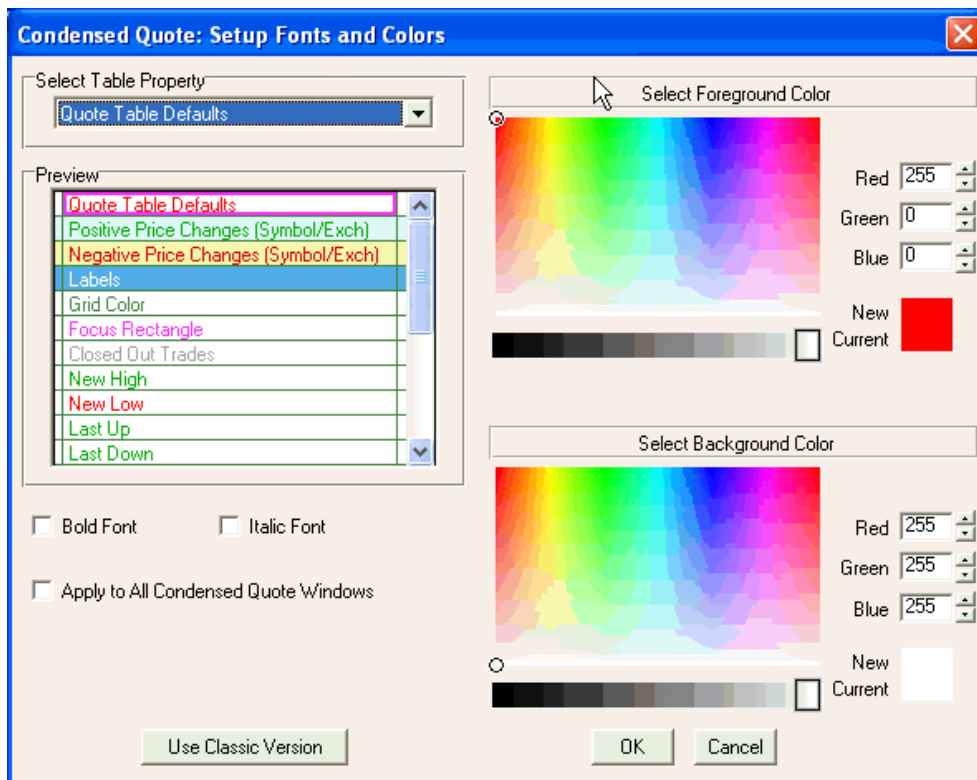 Condensed Quote: Setup Fonts and Colors
Select Table Property
Quote Table Defaults
Preview
Quote Table Defaults
Positive Price Changes (Symbol/Exch)
Negative Price Changes (Symbol/Exch)
Labels
Grid Color
Focus Rectangle
Closed Out Trades
New High
New Low
Last Up
Last Down
Bold Font
Italic Font
Apply to All Condensed Quote Windows
Use Classic Version
Select Foreground Color
Red 255
Green 0
Blue 0
New
Current
Select Background Color
Red 255
Green 255
Blue 255
New
Current
OK
Cancel